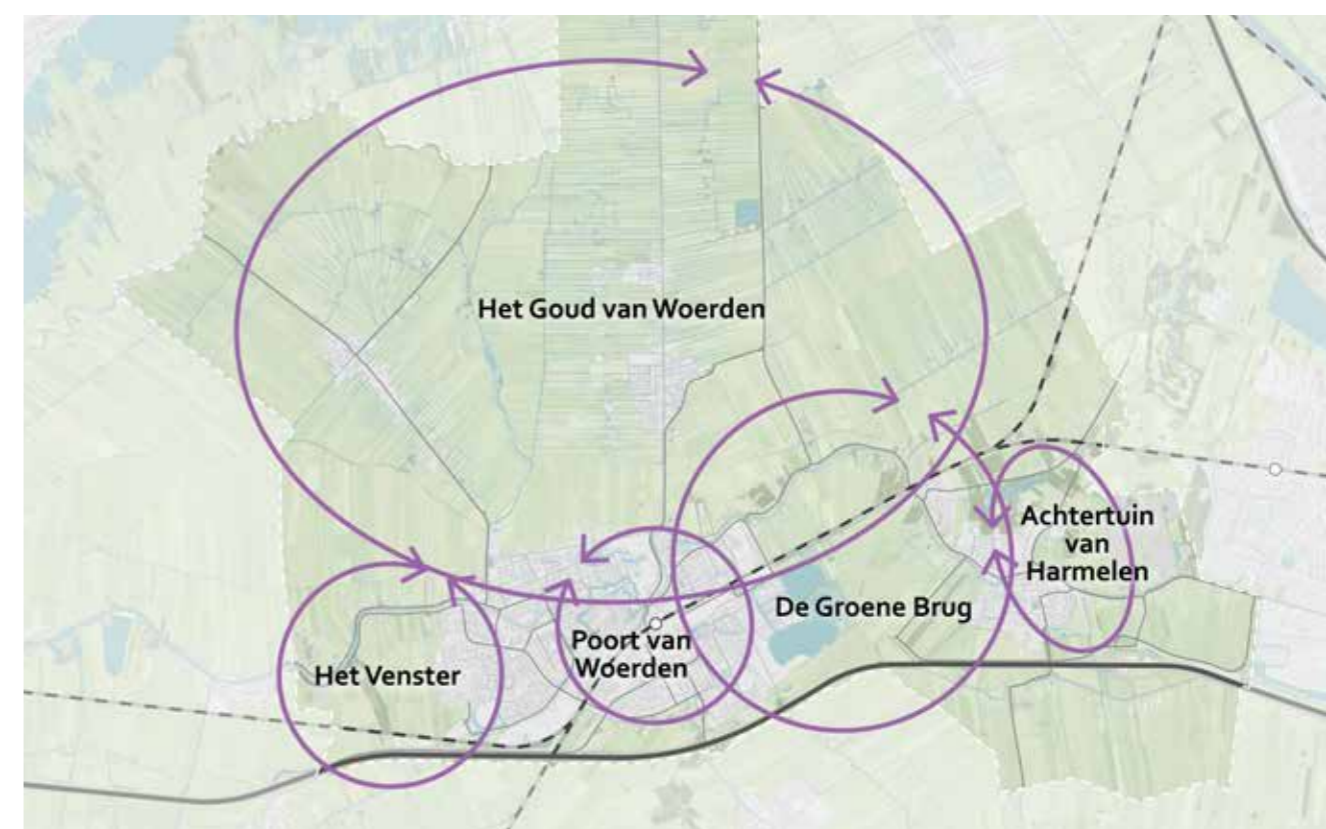 Het Goud van Woerden
Achtertuin
van
Harmelen
De Groene Brug
Poort van
Woerden
Het Venster